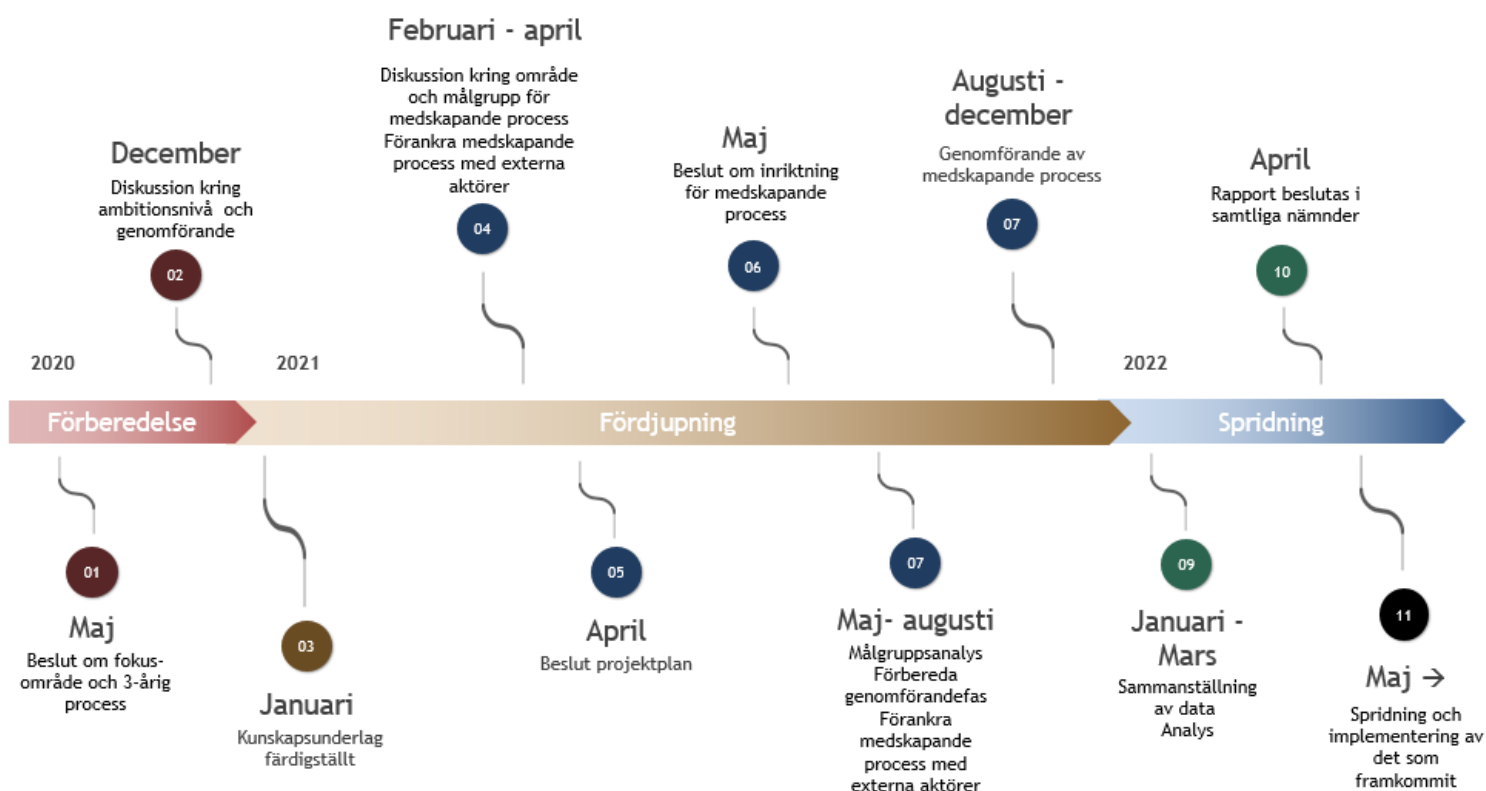 Februari - april
Diskussion kring område
och målgrupp för
medskapande process
Förankra medskapande
process med externa
aktörer
04
December
Diskussion kring
ambitionsnivå och
genomförande
02
Maj
Beslut om inriktning
för medskapande
process
06
Augusti -
december
Genomförande av
medskapande process
07
April
Rapport beslutas i
samtliga nämnder
10
2020
2021
2022
Förberedelse
Fördjupning
Spridning
01
Maj
Beslut om fokus-
område och 3-årig
process
03
Januari
Kunskapsunderlag
färdigställt
05
April
Beslut projektplan
07
Maj- augusti
Målgruppsanalys
Förbereda
genomförandefas
Förankra
medskapande
process med
externa aktörer
09
Januari -
Mars
Sammanställning
av data
Analys
11
Maj →
Spridning och
implementering av
det som
framkommit